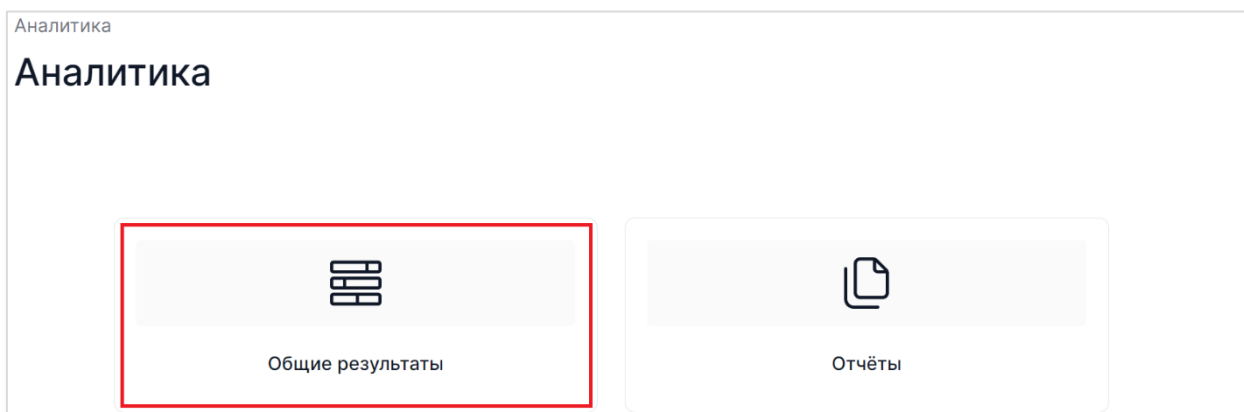 Аналитика
Аналитика
Общие результаты
Отчёты